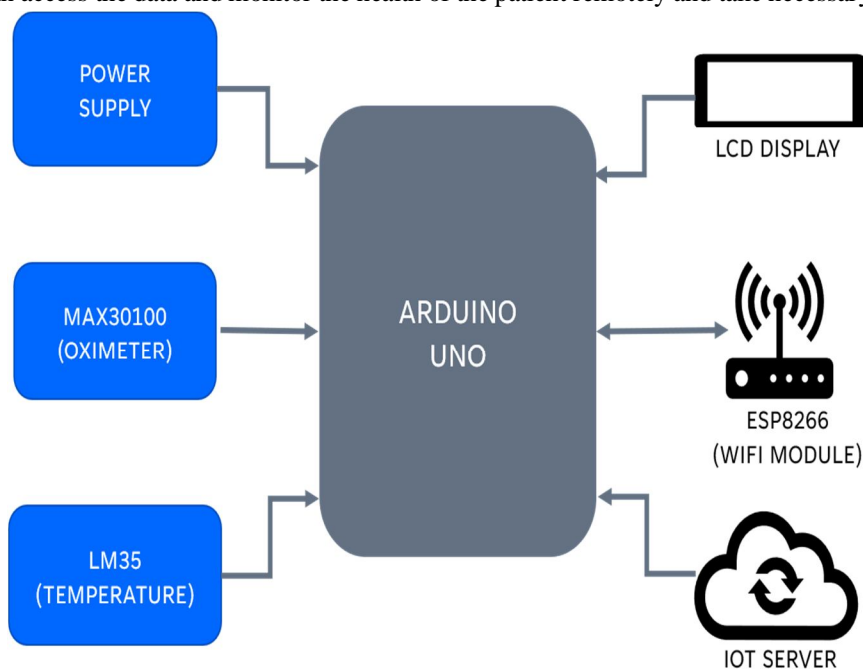 access the data and monitor the health of the patient remotely and take necessary
POWER
SUPPLY
LCD DISPLAY
MAX30100
(OXIMETER)
ARDUINO
UNO
ESP8266
(WIFI MODULE)
LM35
(TEMPERATURE)
IOT SERVER